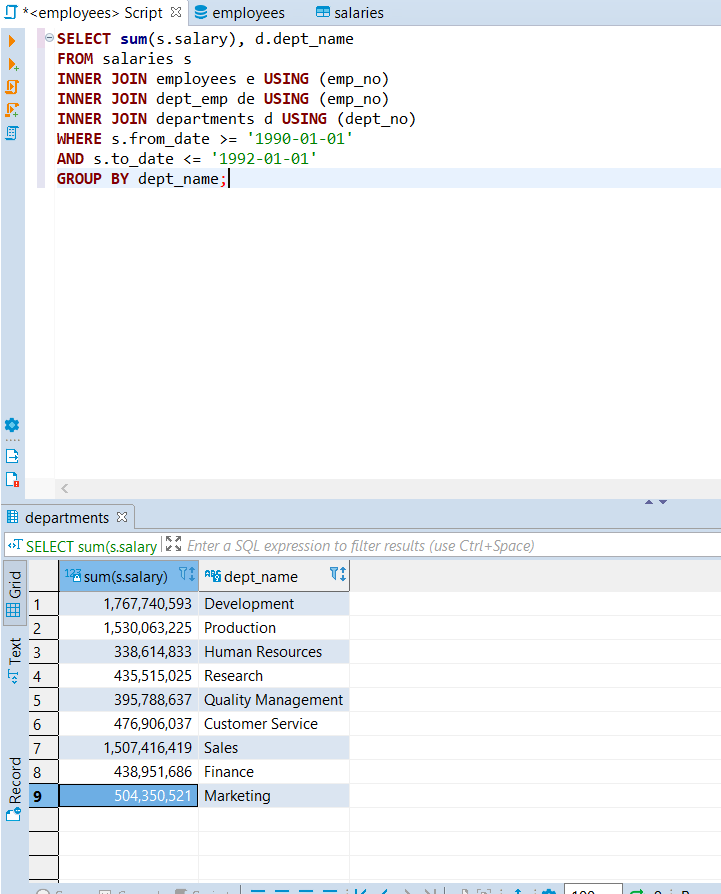 *<employees> Script employees salaries
SELECT sum(s.salary), d.dept_name
FROM salaries s
INNER JOIN employees e USING (emp_no)
INNER JOIN dept_emp de USING (emp_no)
INNER JOIN departments d USING (dept_no)
WHERE s.from_date >= '1990-01-01'
AND s.to_date <= '1992-01-01'
GROUP BY dept_name;
departments
SELECT sum(s.salary Enter a SQL expression to filter results (use Ctrl+Space)
Grid
Text
Record
123 sum(s.salary) ABC dept_name
1 1,767,740,593 Development
2 1,530,063,225 Production
3 338,614,833 Human Resources
4 435,515,025 Research
5 395,788,637 Quality Management
6 476,906,037 Customer Service
7 1,507,416,419 Sales
8 438,951,686 Finance
9 504,350,521 Marketing